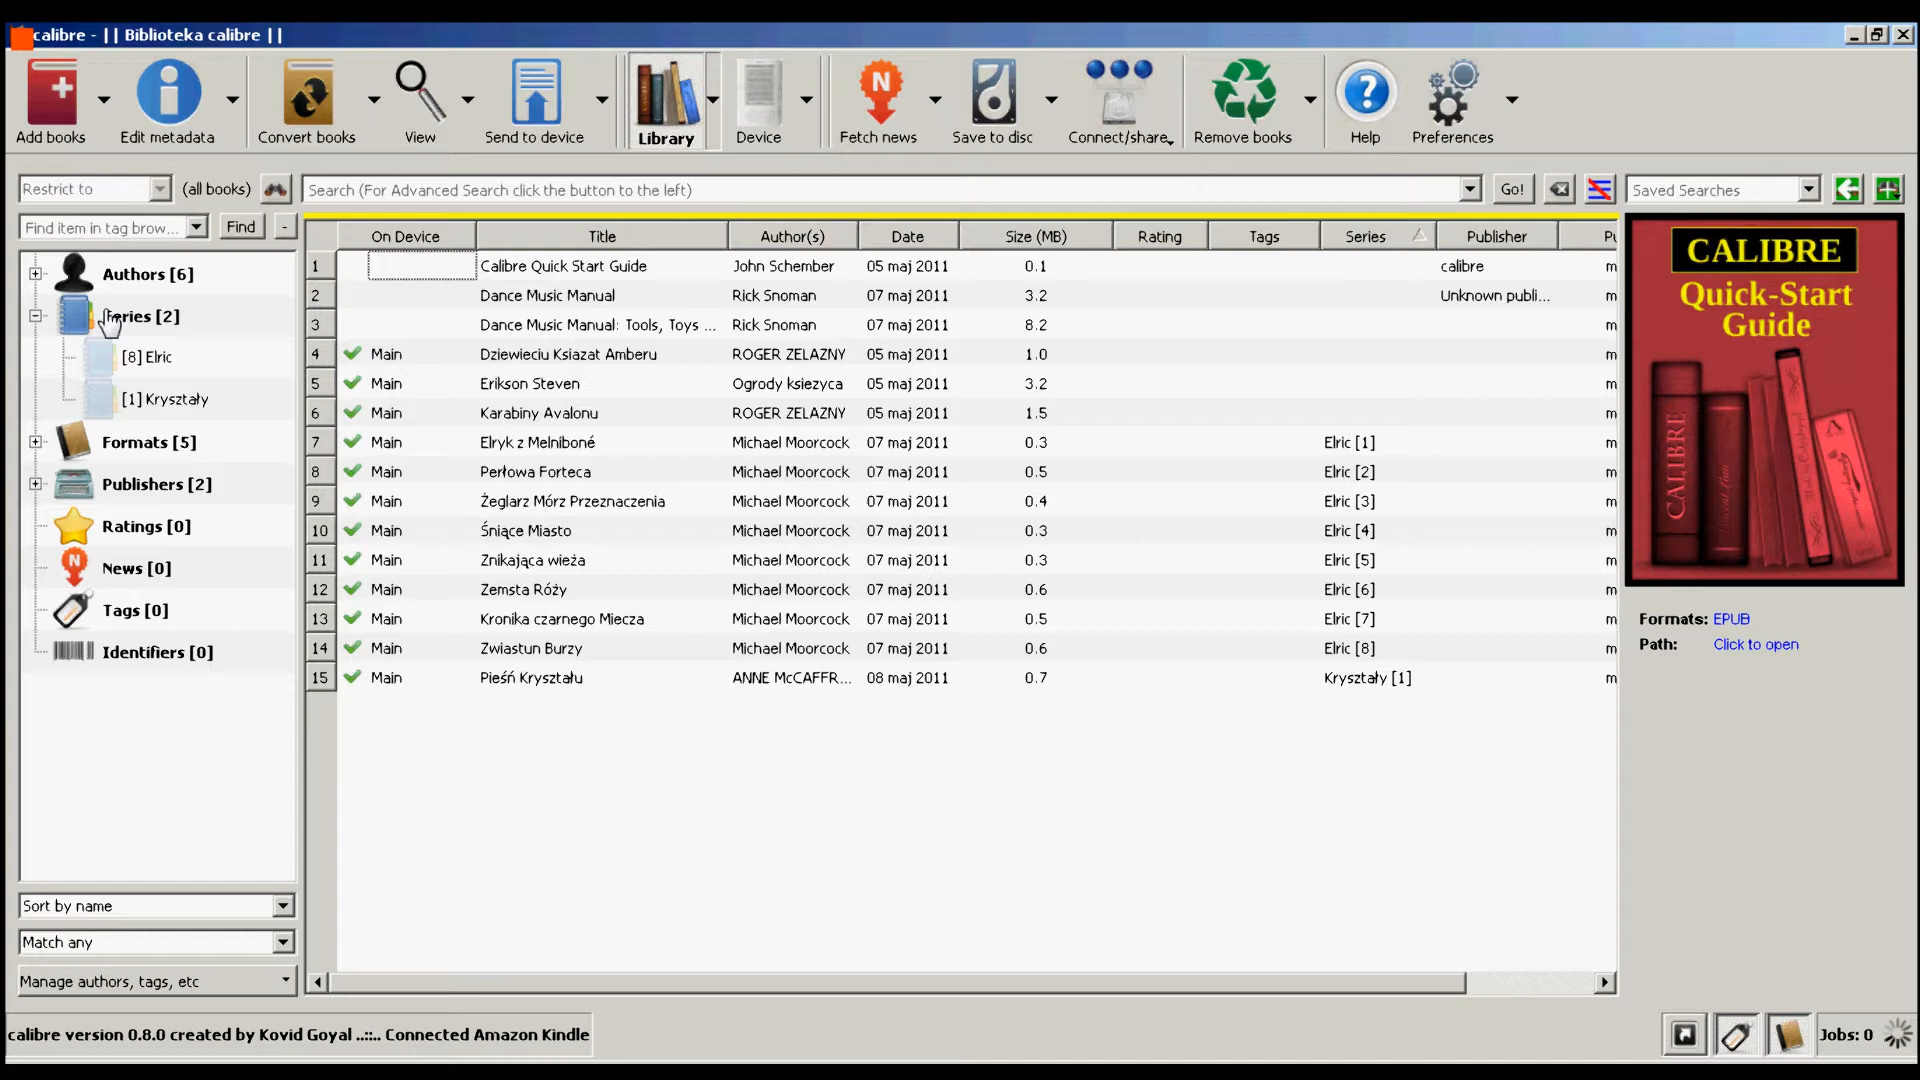 calibre - || Biblioteka calibre ||
Add books Edit metadata Convert books View Send to device Library Device Fetch news Save to disc Connect/share Remove books Help Preferences
Restrict to (all books) Search (For Advanced Search click the button to the left) Go! Saved Searches
Find item in tag brow... Find -
Authors [6]
Series [2]
[8] Elric
[1] Kryształy
Formats [5]
Publishers [2]
Ratings [0]
News [0]
Tags [0]
Identifiers [0]
Sort by name
Match any
Manage authors, tags, etc
On Device Title Author(s) Date Size (MB) Rating Tags Series Publisher Pu
1 Calibre Quick Start Guide John Schember 05 maj 2011 0.1 calibre m
2 Dance Music Manual Rick Snoman 07 maj 2011 3.2 Unknown publi... m
3 Dance Music Manual: Tools, Toys ... Rick Snoman 07 maj 2011 8.2 m
4 Main Dziewieciu Ksiazat Amberu ROGER ZELAZNY 05 maj 2011 1.0 m
5 Main Erikson Steven Ogrody ksiezyca 05 maj 2011 3.2 m
6 Main Karabiny Avalonu ROGER ZELAZNY 05 maj 2011 1.5 m
7 Main Elryk z Melniboné Michael Moorcock 07 maj 2011 0.3 Elric [1] m
8 Main Perłowa Forteca Michael Moorcock 07 maj 2011 0.5 Elric [2] m
9 Main Żeglarz Mórz Przeznaczenia Michael Moorcock 07 maj 2011 0.4 Elric [3] m
10 Main Śniące Miasto Michael Moorcock 07 maj 2011 0.3 Elric [4] m
11 Main Znikająca wieża Michael Moorcock 07 maj 2011 0.3 Elric [5] m
12 Main Zemsta Róży Michael Moorcock 07 maj 2011 0.6 Elric [6] m
13 Main Kronika czarnego Miecza Michael Moorcock 07 maj 2011 0.5 Elric [7] m
14 Main Zwiastun Burzy Michael Moorcock 07 maj 2011 0.6 Elric [8] m
15 Main Pieśń Kryształu ANNE McCAFFR... 08 maj 2011 0.7 Kryształy [1] m
CALIBRE
Quick-Start
Guide
CALIBRE
Formats: EPUB
Path: Click to open
calibre version 0.8.0 created by Kovid Goyal ..::.. Connected Amazon Kindle
Jobs: 0